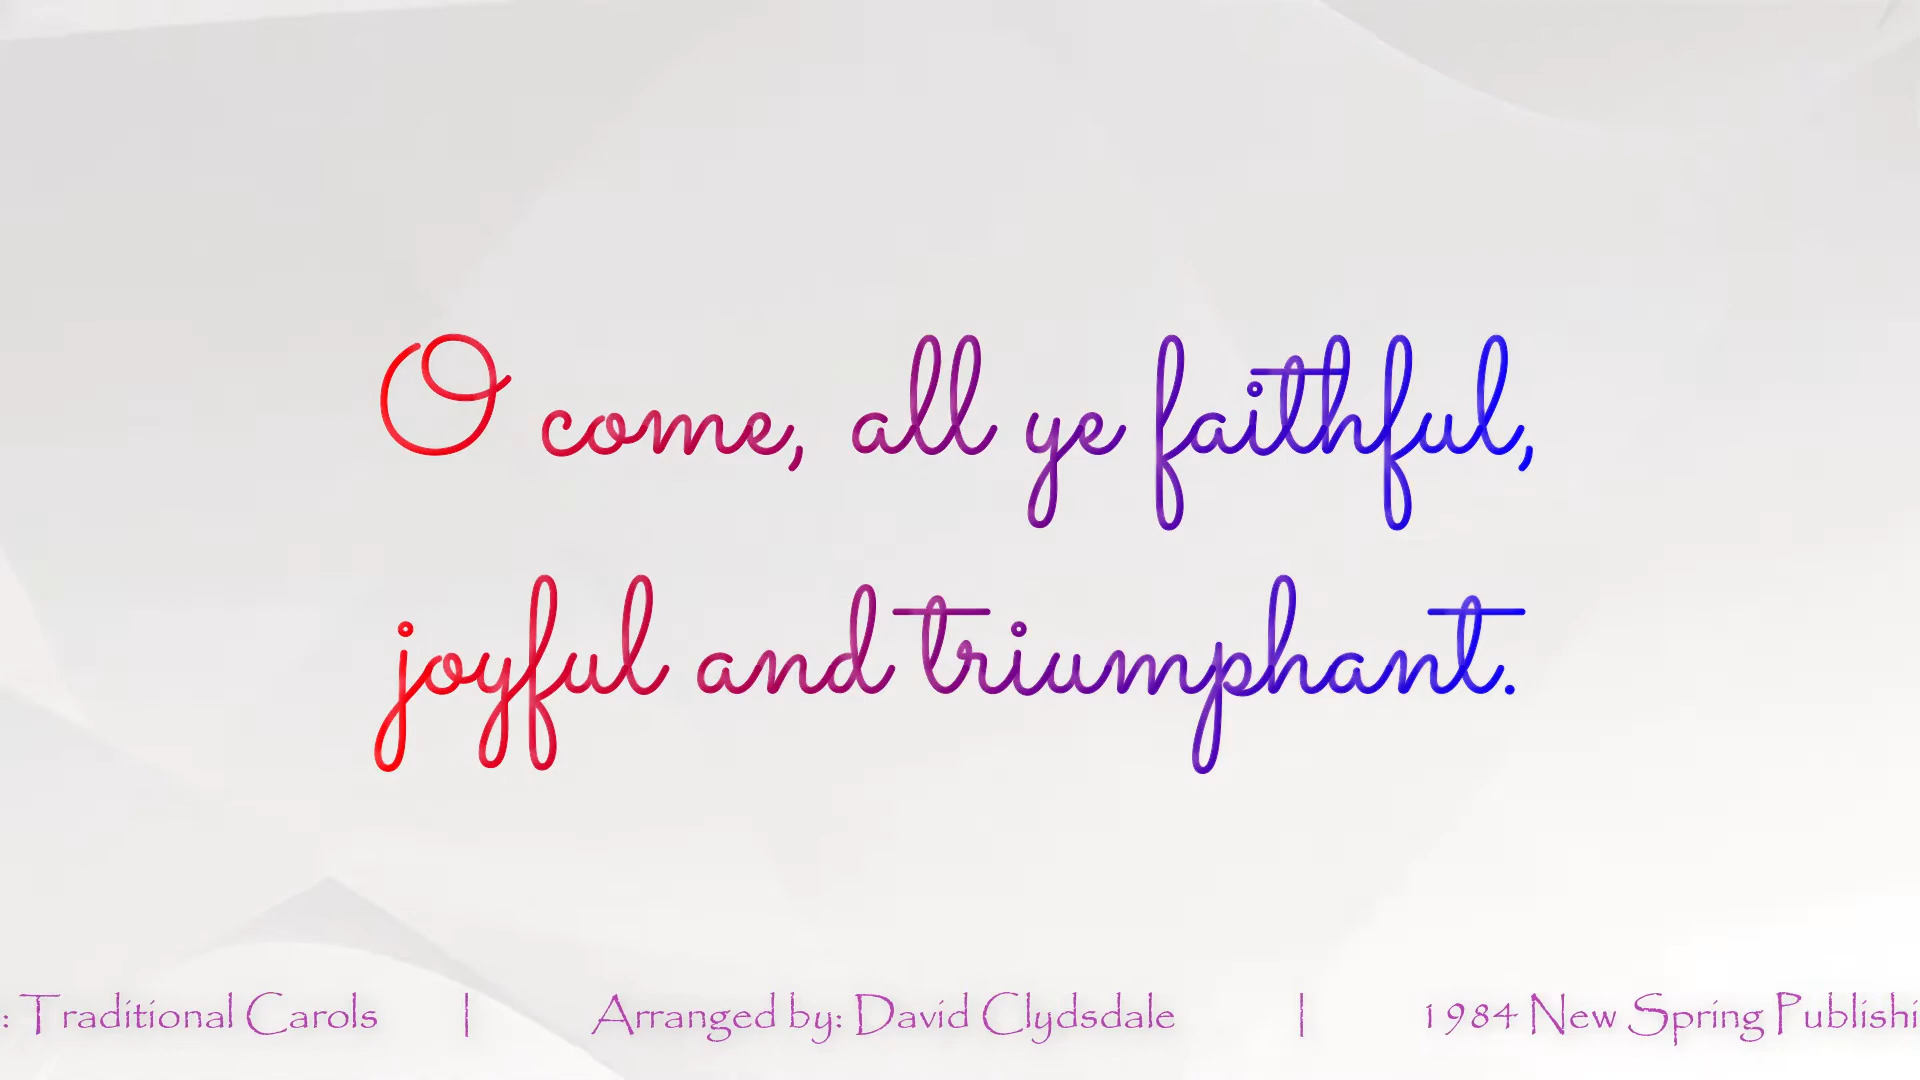 O come, all ye faithful,
joyful and triumphant.
: Traditional Carols | Arranged by: David Clydsdale | 1984 New Spring Publishi